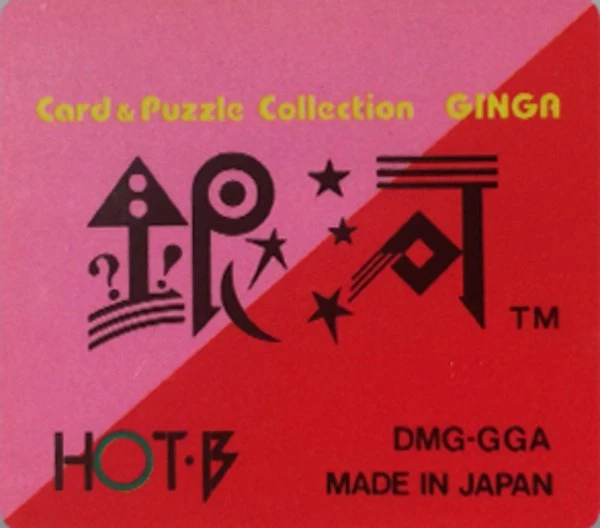 Card & Puzzle Collection GINGA
銀河 TM
HOT・B
DMG-GGA
MADE IN JAPAN